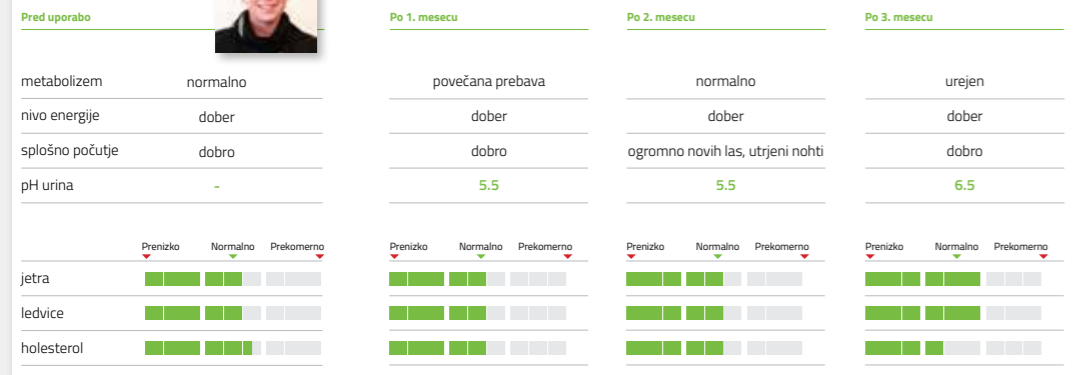 Pred uporabo Po 1. mesecu Po 2. mesecu Po 3. mesecu
metabolizem normalno povečana prebava normalno urejen
nivo energije dober dober dober dober
splošno počutje dobro dobro ogromno novih las, utrjeni nohti dobro
pH urina - 5.5 5.5 6.5
Prenizko Normalno Prekomerno Prenizko Normalno Prekomerno Prenizko Normalno Prekomerno Prenizko Normalno Prekomerno
jetra
ledvice
holesterol